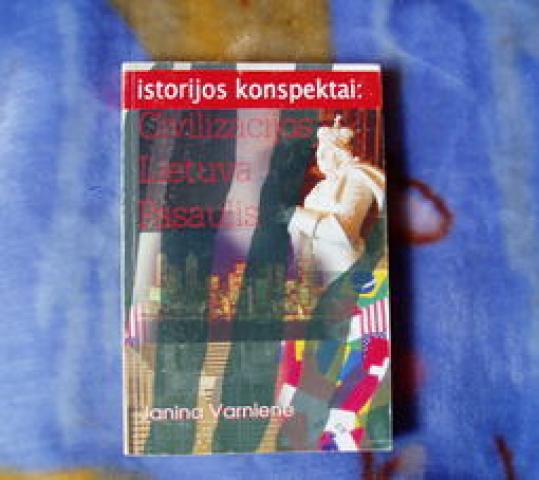 istorijos konspektai:
Civilizacijos
Lietuva
Pasaulis
Janina Varnienė